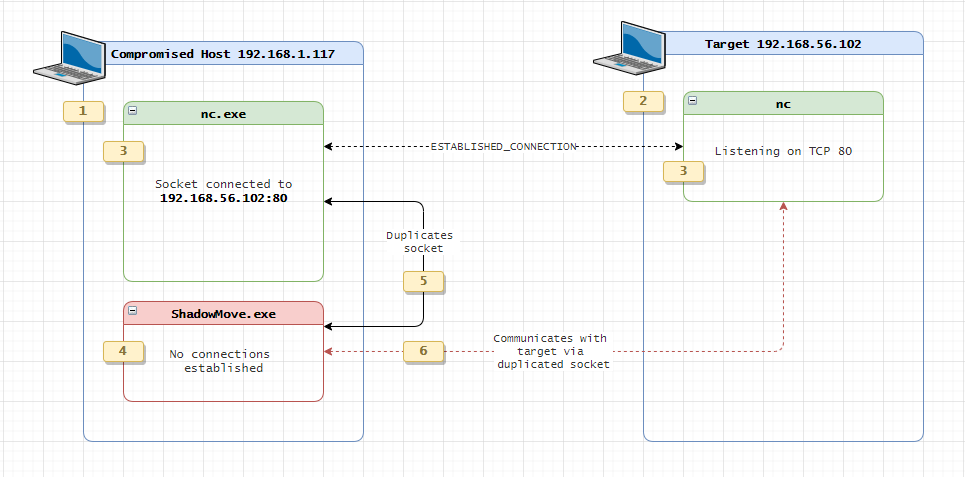 Compromised Host 192.168.1.117
Target 192.168.56.102
1
2
nc.exe
nc
3
ESTABLISHED_CONNECTION
Listening on TCP 80
3
Socket connected to
192.168.56.102:80
Duplicates
socket
5
ShadowMove.exe
4
No connections
established
6
Communicates with
target via
duplicated socket